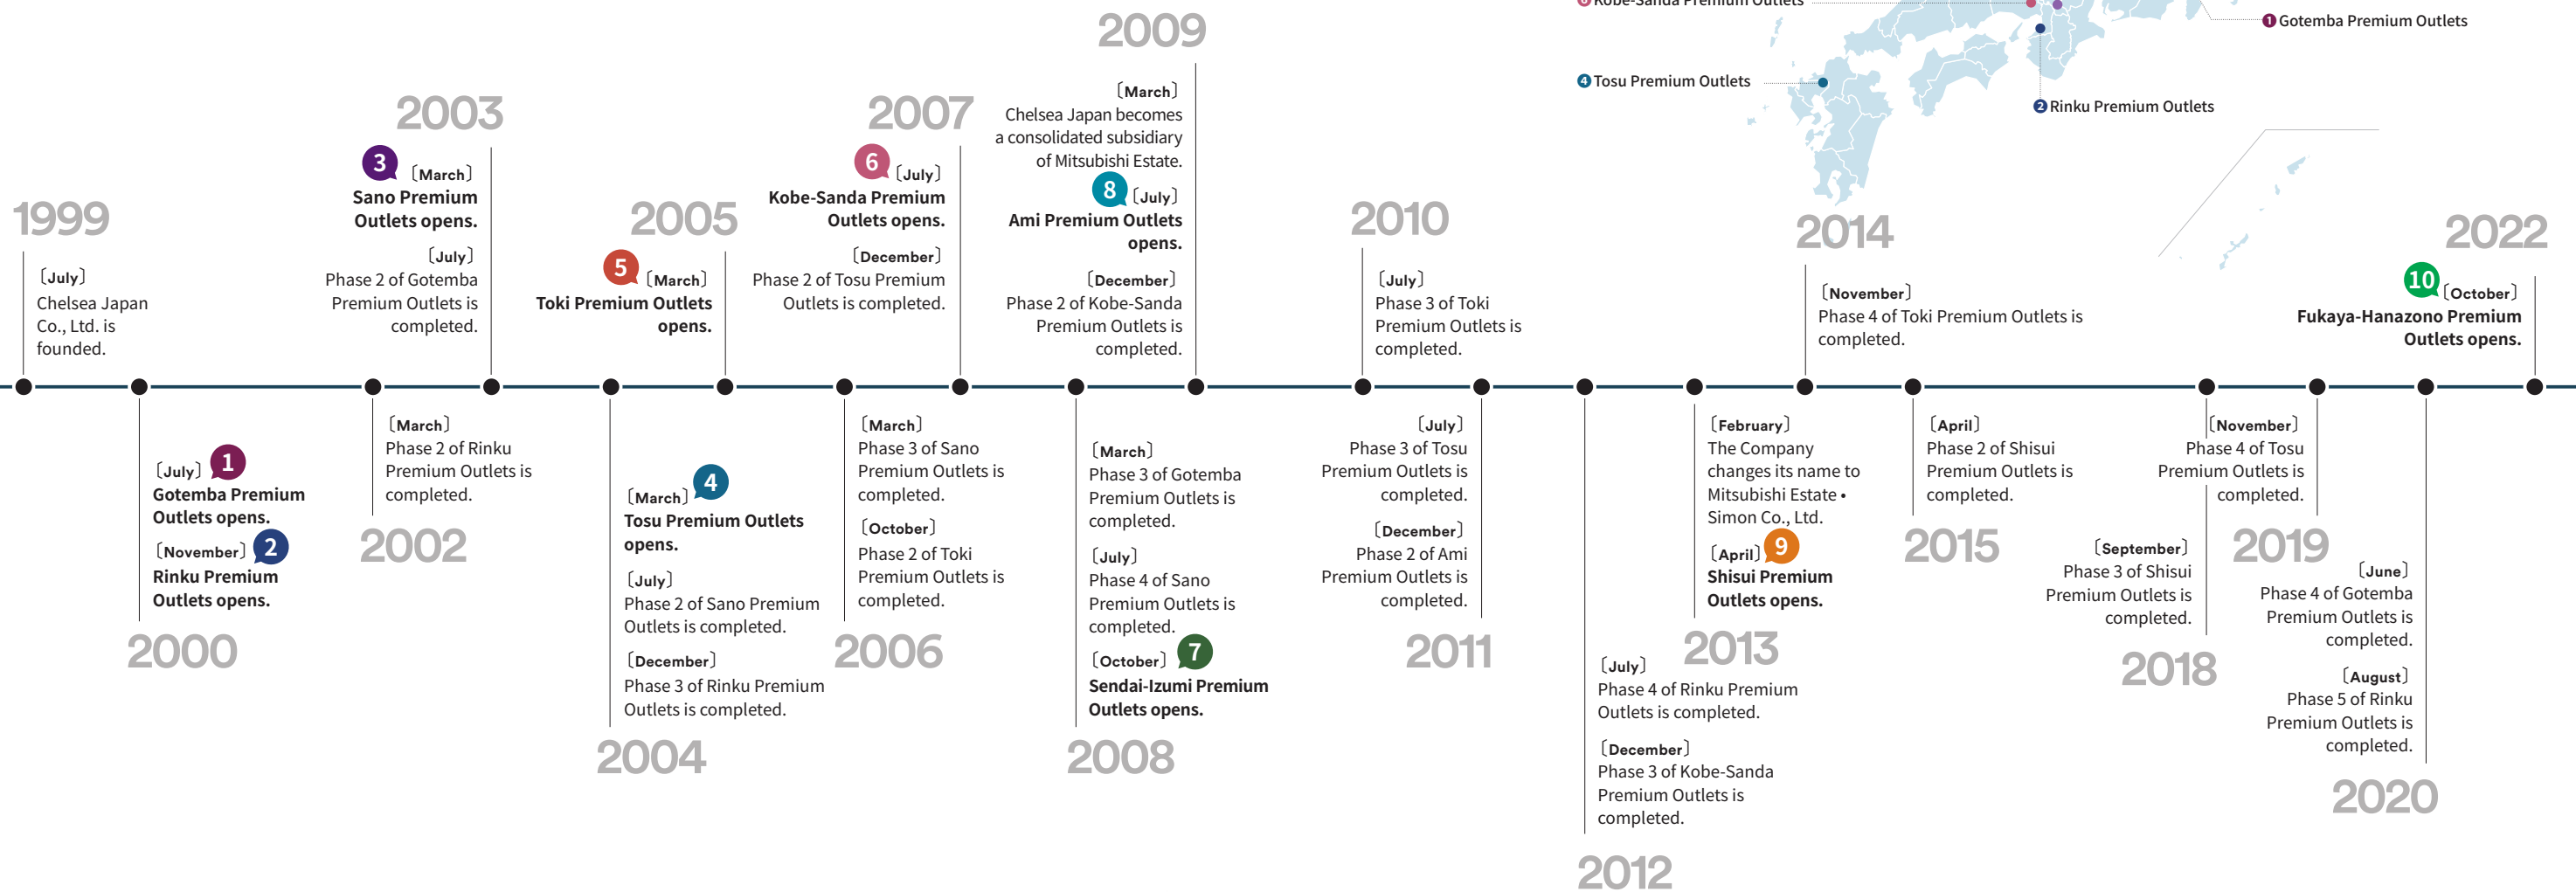 6 Kobe-Sanda Premium Outlets
1 Gotemba Premium Outlets
4 Tosu Premium Outlets
2 Rinku Premium Outlets
1999
〔July〕
Chelsea Japan
Co., Ltd. is
founded.
2000
〔July〕 1
Gotemba Premium
Outlets opens.
〔November〕 2
Rinku Premium
Outlets opens.
2002
〔March〕
Phase 2 of Rinku
Premium Outlets is
completed.
2003
3 〔March〕
Sano Premium
Outlets opens.
〔July〕
Phase 2 of Gotemba
Premium Outlets is
completed.
〔March〕 4
Tosu Premium Outlets
opens.
〔July〕
Phase 2 of Sano Premium
Outlets is completed.
〔December〕
Phase 3 of Rinku Premium
Outlets is completed.
2004
2005
5 〔March〕
Toki Premium Outlets
opens.
〔March〕
Phase 3 of Sano
Premium Outlets is
completed.
〔October〕
Phase 2 of Toki
Premium Outlets is
completed.
2006
2007
6 〔July〕
Kobe-Sanda Premium
Outlets opens.
〔December〕
Phase 2 of Tosu Premium
Outlets is completed.
〔March〕
Phase 3 of Gotemba
Premium Outlets is
completed.
〔July〕
Phase 4 of Sano
Premium Outlets is
completed.
〔October〕 7
Sendai-Izumi Premium
Outlets opens.
2008
2009
〔March〕
Chelsea Japan becomes
a consolidated subsidiary
of Mitsubishi Estate.
8 〔July〕
Ami Premium Outlets
opens.
〔December〕
Phase 2 of Kobe-Sanda
Premium Outlets is
completed.
2010
〔July〕
Phase 3 of Toki
Premium Outlets is
completed.
〔July〕
Phase 3 of Tosu
Premium Outlets is
completed.
〔December〕
Phase 2 of Ami
Premium Outlets is
completed.
2011
〔July〕
Phase 4 of Rinku Premium
Outlets is completed.
〔December〕
Phase 3 of Kobe-Sanda
Premium Outlets is
completed.
2012
〔February〕
The Company
changes its name to
Mitsubishi Estate •
Simon Co., Ltd.
〔April〕 9
Shisui Premium
Outlets opens.
2013
2014
〔November〕
Phase 4 of Toki Premium Outlets is
completed.
〔April〕
Phase 2 of Shisui
Premium Outlets is
completed.
2015
〔September〕
Phase 3 of Shisui
Premium Outlets is
completed.
2018
〔November〕
Phase 4 of Tosu
Premium Outlets is
completed.
2019
〔June〕
Phase 4 of Gotemba
Premium Outlets is
completed.
〔August〕
Phase 5 of Rinku
Premium Outlets is
completed.
2020
2022
10 〔October〕
Fukaya-Hanazono Premium
Outlets opens.